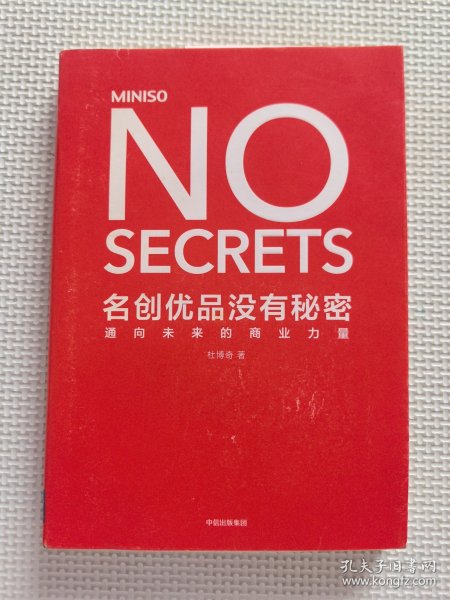 MINISO
NO
SECRETS
名创优品没有秘密
通向未来的商业力量
杜博奇 著
中信出版集团
孔夫子旧书网
www.kongfz.com